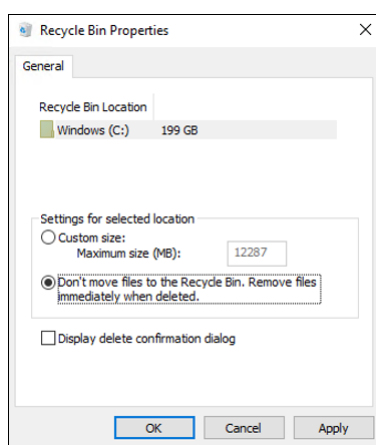 Recycle Bin Properties
General
Recycle Bin Location
Windows (C:) 199 GB
Settings for selected location
Custom size:
Maximum size (MB): 12287
Don't move files to the Recycle Bin. Remove files
immediately when deleted.
Display delete confirmation dialog
OK Cancel Apply